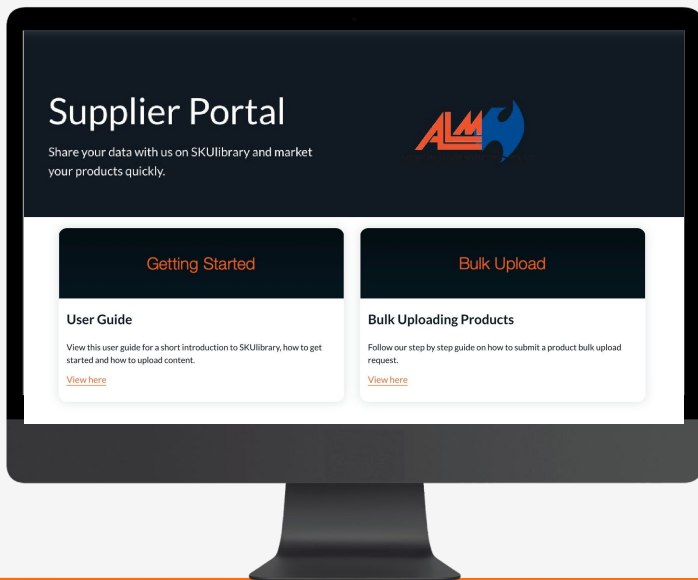 Supplier Portal
Share your data with us on SKUlibrary and market
your products quickly.
ALM
Getting Started
Bulk Upload
User Guide
View this user guide for a short introduction to SKUlibrary, how to get
started and how to upload content.
View here
Bulk Uploading Products
Follow our step by step guide on how to submit a product bulk upload
request.
View here